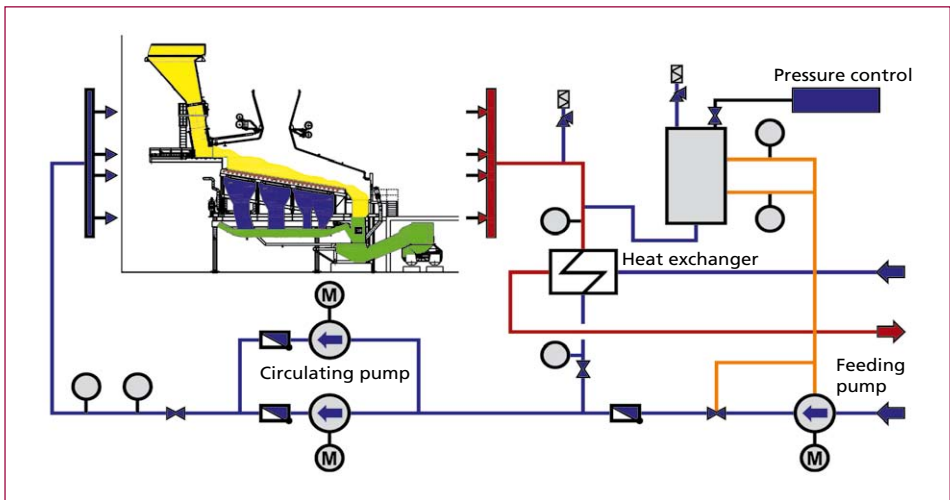 Pressure control
Heat exchanger
M
Circulating pump
Feeding
pump
M
M